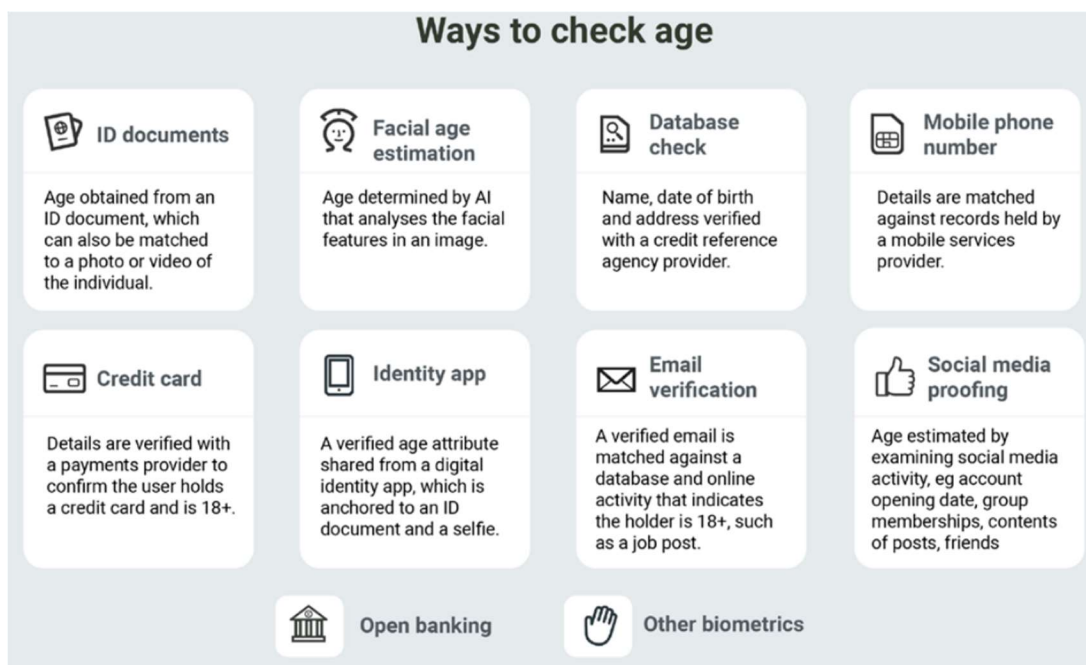 Ways to check age
ID documents
Age obtained from an
ID document, which
can also be matched
to a photo or video of
the individual.
Facial age
estimation
Age determined by AI
that analyses the facial
features in an image.
Database
check
Name, date of birth
and address verified
with a credit reference
agency provider.
Mobile phone
number
Details are matched
against records held by
a mobile services
provider.
Credit card
Details are verified with
a payments provider to
confirm the user holds
a credit card and is 18+.
Identity app
A verified age attribute
shared from a digital
identity app, which is
anchored to an ID
document and a selfie.
Email
verification
A verified email is
matched against a
database and online
activity that indicates
the holder is 18+, such
as a job post.
Social media
proofing
Age estimated by
examining social media
activity, eg account
opening date, group
memberships, contents
of posts, friends
Open banking
Other biometrics